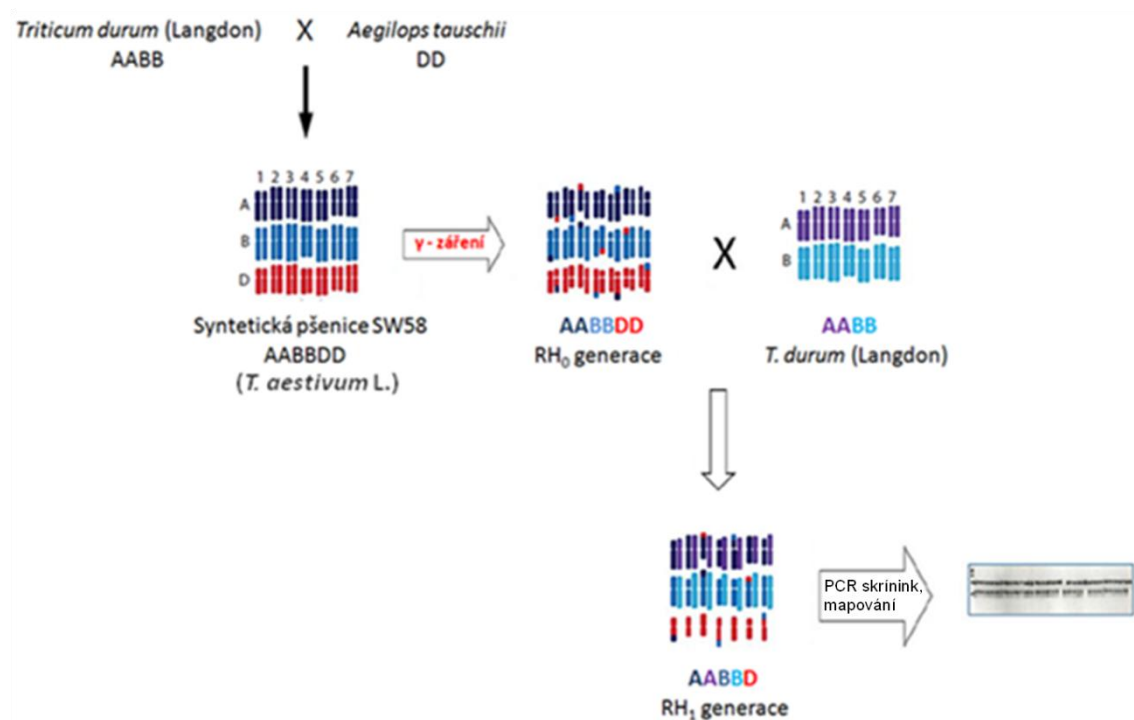 Triticum durum (Langdon) X Aegilops tauschii
AABB DD
1 2 3 4 5 6 7
A
B
D
Syntetická pšenice SW58
AABBDD
(T. aestivum L.)
γ - záření
AABBDD
RH₀ generace
X
1 2 3 4 5 6 7
A
B
AABB
T. durum (Langdon)
AABBD
RH₁ generace
PCR skrínink,
mapování